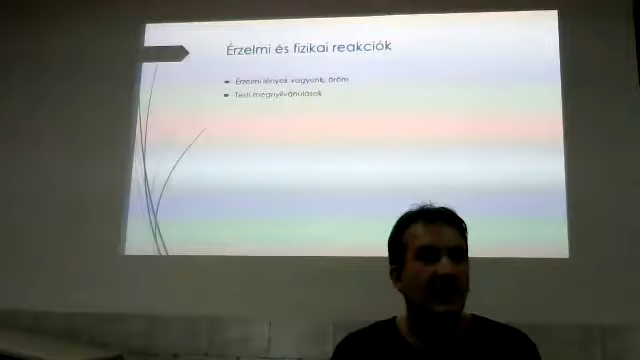 Érzelmi és fizikai reakciók
Érzelmi lények vagyunk, öröm
Testi megnyilvánulások